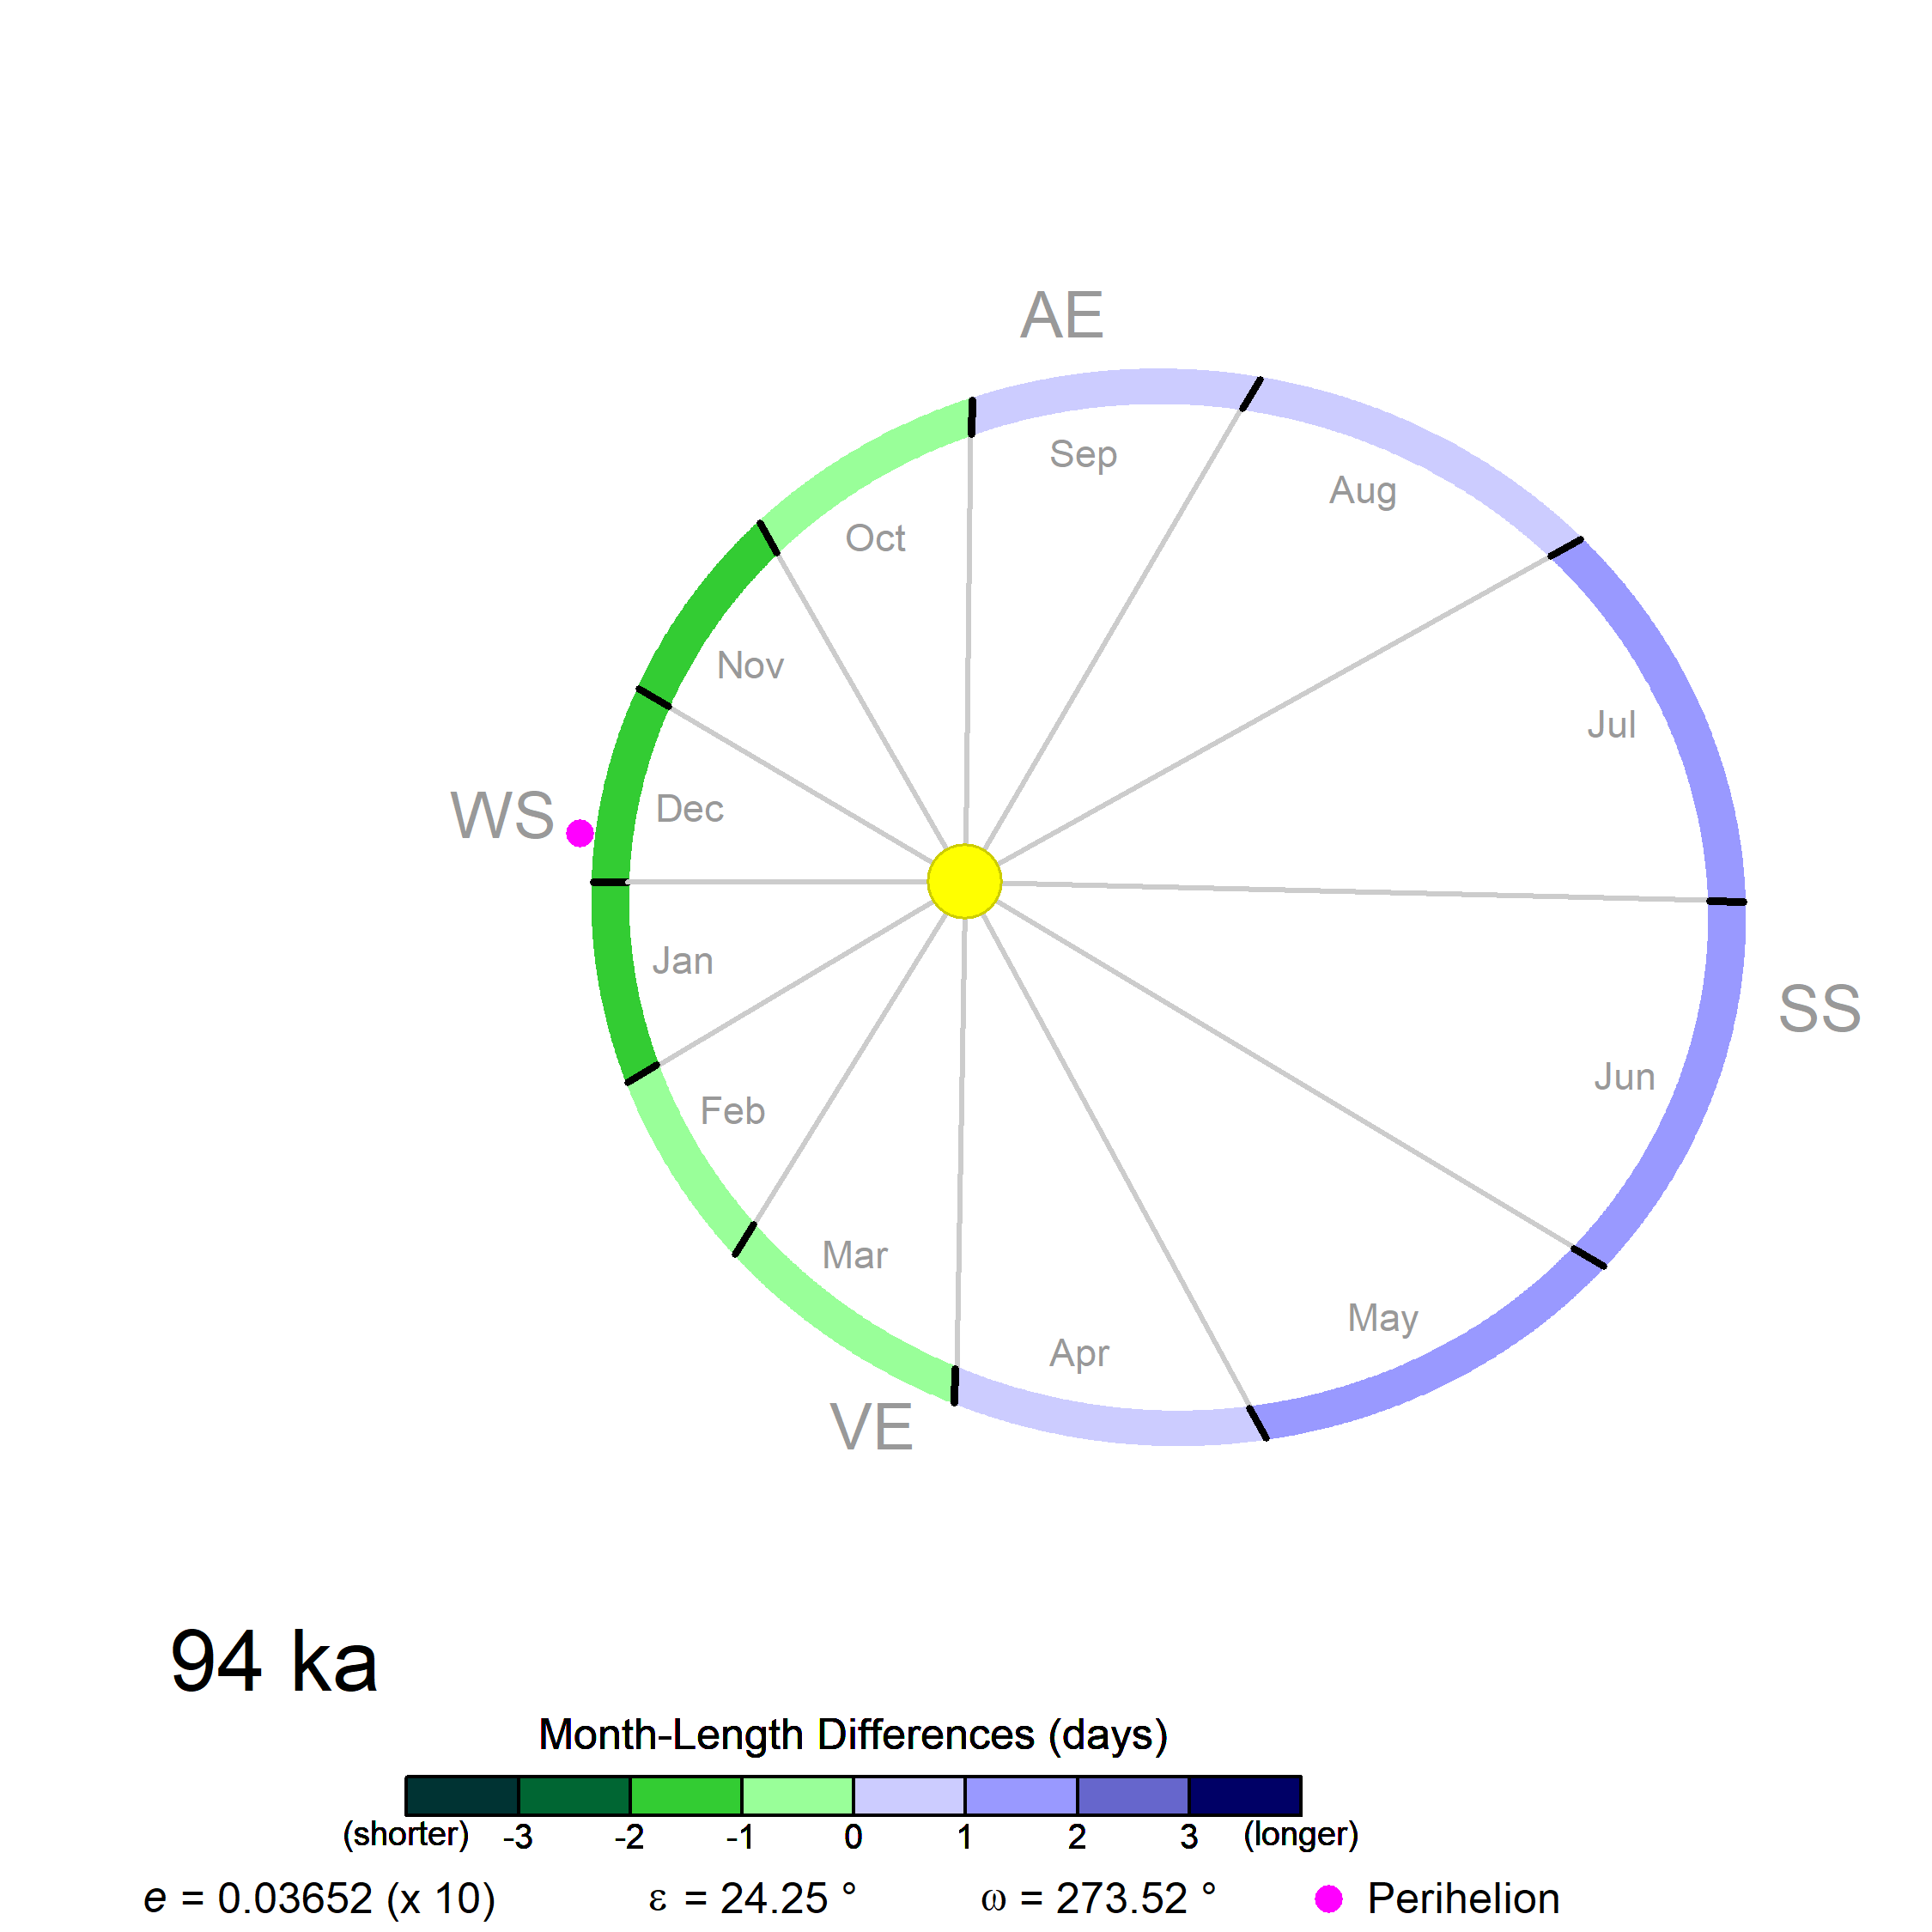 AE
Sep
Aug
Oct
Nov
Jul
WS
Dec
Jan
SS
Jun
Feb
Mar
May
Apr
VE
94 ka
Month-Length Differences (days)
(shorter) -3 -2 -1 0 1 2 3 (longer)
e = 0.03652 (x 10) ε = 24.25 ° ω = 273.52 ° Perihelion